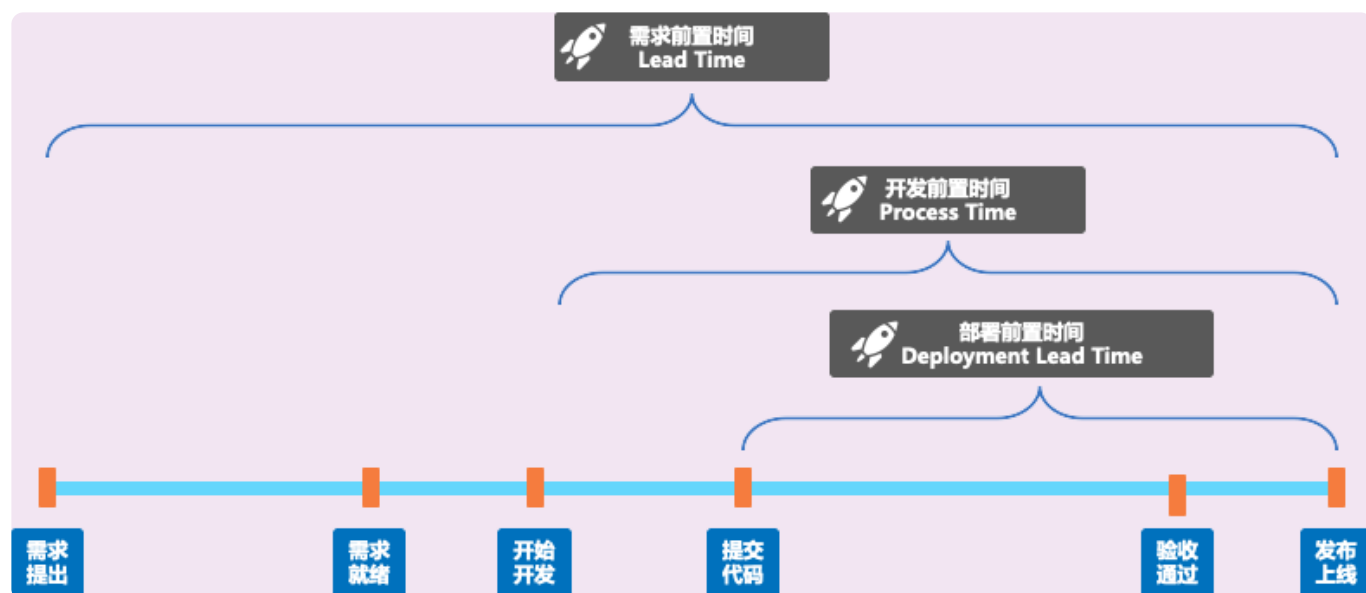 需求前置时间
Lead Time
开发前置时间
Process Time
部署前置时间
Deployment Lead Time
需求
提出
需求
就绪
开始
开发
提交
代码
验收
通过
发布
上线